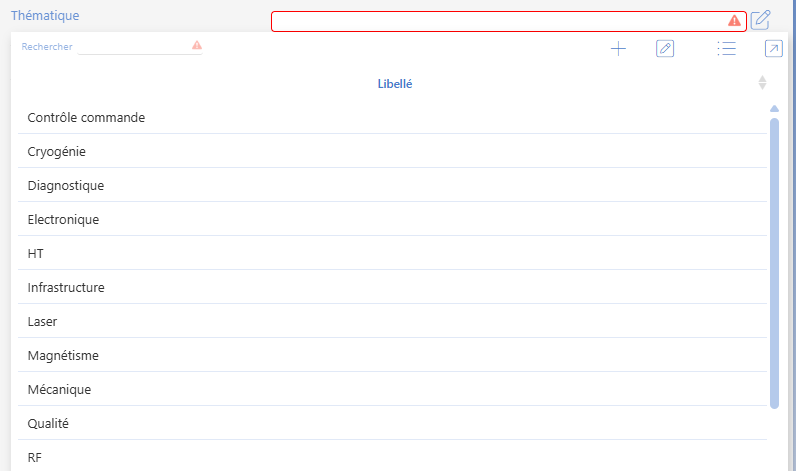 Thématique
Rechercher
Libellé
Contrôle commande
Cryogénie
Diagnostique
Electronique
HT
Infrastructure
Laser
Magnétisme
Mécanique
Qualité
RF